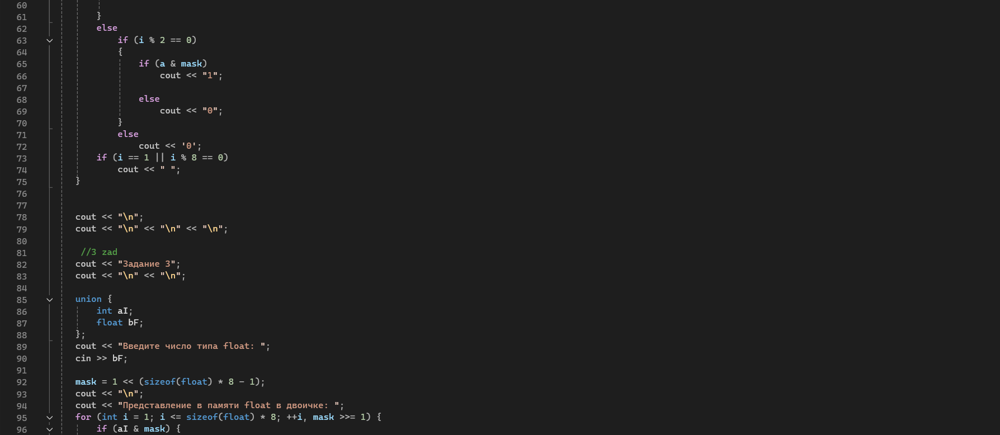 60
61 }
62 else
63 if (i % 2 == 0)
64 {
65 if (a & mask)
66 cout << "1";
67
68 else
69 cout << "0";
70 }
71 else
72 cout << '0';
73 if (i == 1 || i % 8 == 0)
74 cout << " ";
75 }
76
77
78 cout << "\n";
79 cout << "\n" << "\n" << "\n";
80
81 //3 zad
82 cout << "Задание 3";
83 cout << "\n" << "\n";
84
85 union {
86 int aI;
87 float bF;
88 };
89 cout << "Введите число типа float: ";
90 cin >> bF;
91
92 mask = 1 << (sizeof(float) * 8 - 1);
93 cout << "\n";
94 cout << "Представление в памяти float в двоичке: ";
95 for (int i = 1; i <= sizeof(float) * 8; ++i, mask >>= 1) {
96 if (aI & mask) {